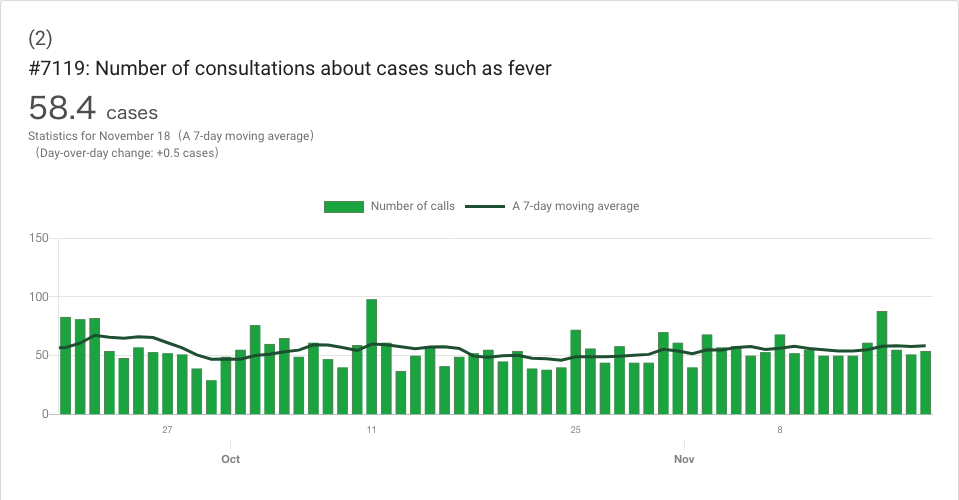 (2)
#7119: Number of consultations about cases such as fever
58.4 cases
Statistics for November 18（A 7-day moving average）
（Day-over-day change: +0.5 cases）
Number of calls A 7-day moving average
150
100
50
0
27 11 25 8
Oct Nov